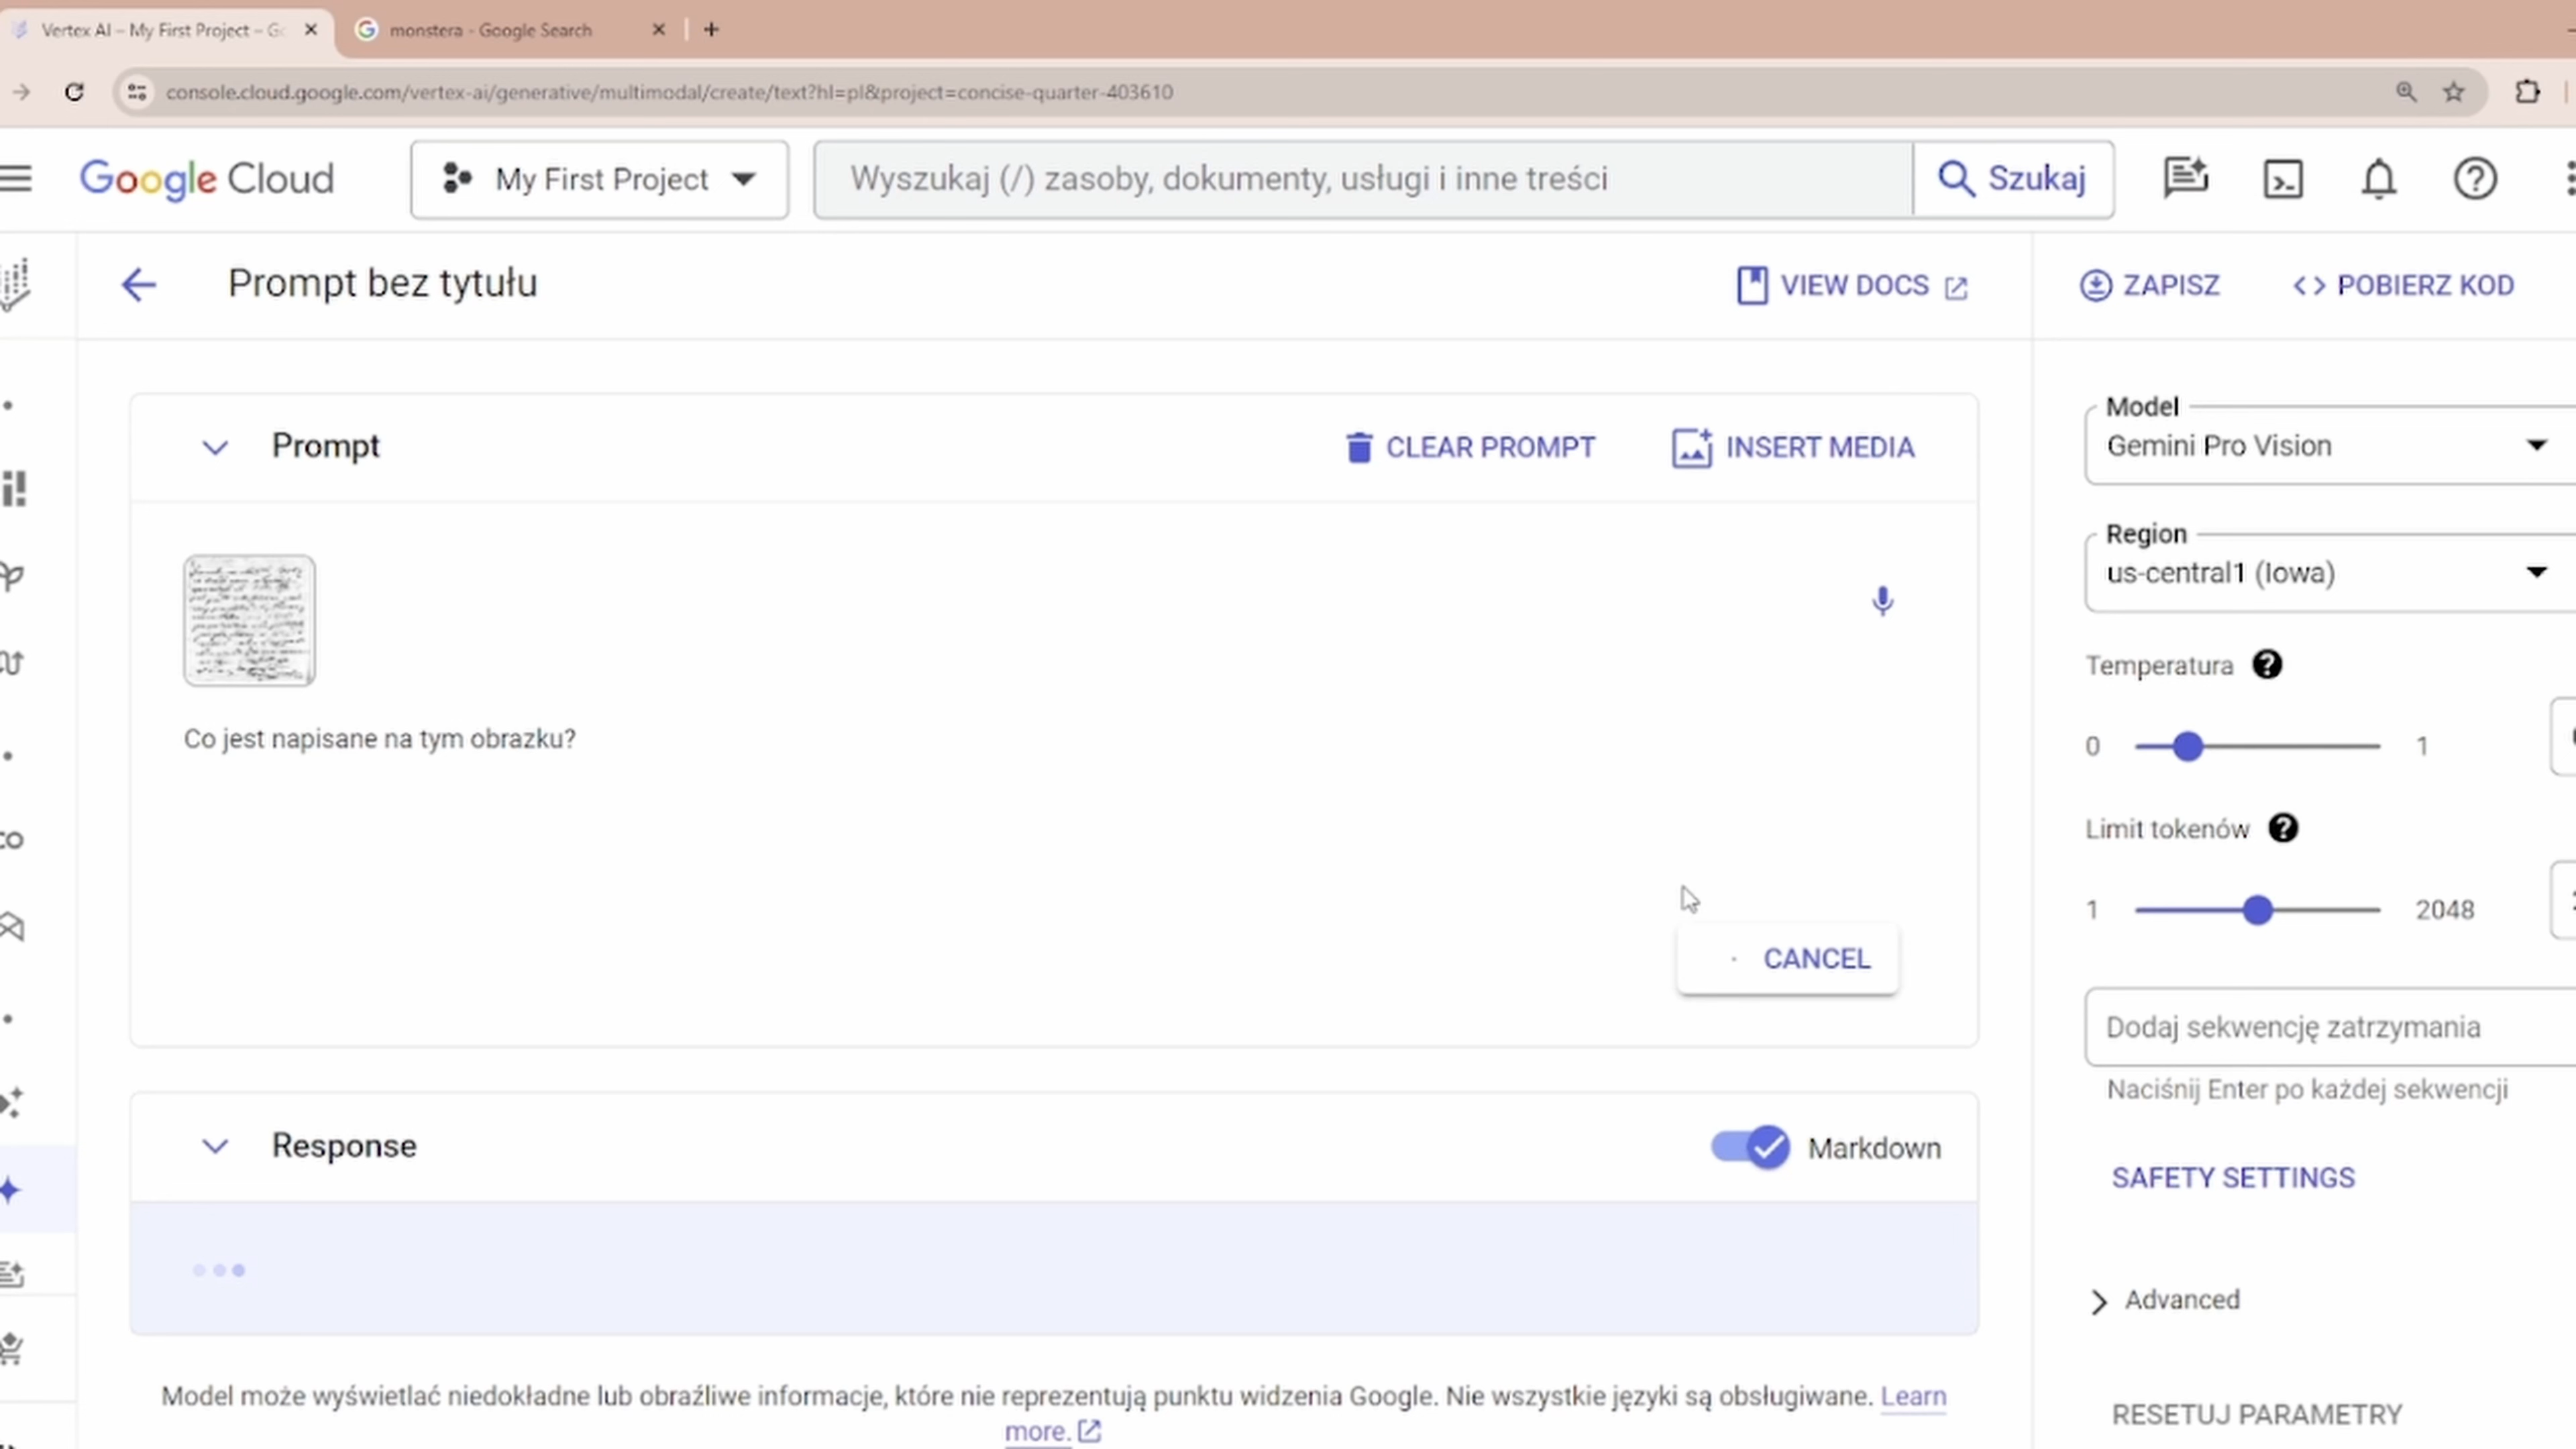 Vertex AI – My First Project – Go
monstera - Google Search
console.cloud.google.com/vertex-ai/generative/multimodal/create/text?hl=pl&project=concise-quarter-403610
Google Cloud
My First Project
Wyszukaj (/) zasoby, dokumenty, usługi i inne treści
Szukaj
Prompt bez tytułu
VIEW DOCS
ZAPISZ
POBIERZ KOD
Prompt
CLEAR PROMPT
INSERT MEDIA
Co jest napisane na tym obrazku?
CANCEL
Response
Markdown
Model może wyświetlać niedokładne lub obraźliwe informacje, które nie reprezentują punktu widzenia Google. Nie wszystkie języki są obsługiwane. Learn
more.
Model
Gemini Pro Vision
Region
us-central1 (Iowa)
Temperatura
0 1
Limit tokenów
1 2048
Dodaj sekwencję zatrzymania
Naciśnij Enter po każdej sekwencji
SAFETY SETTINGS
Advanced
RESETUJ PARAMETRY